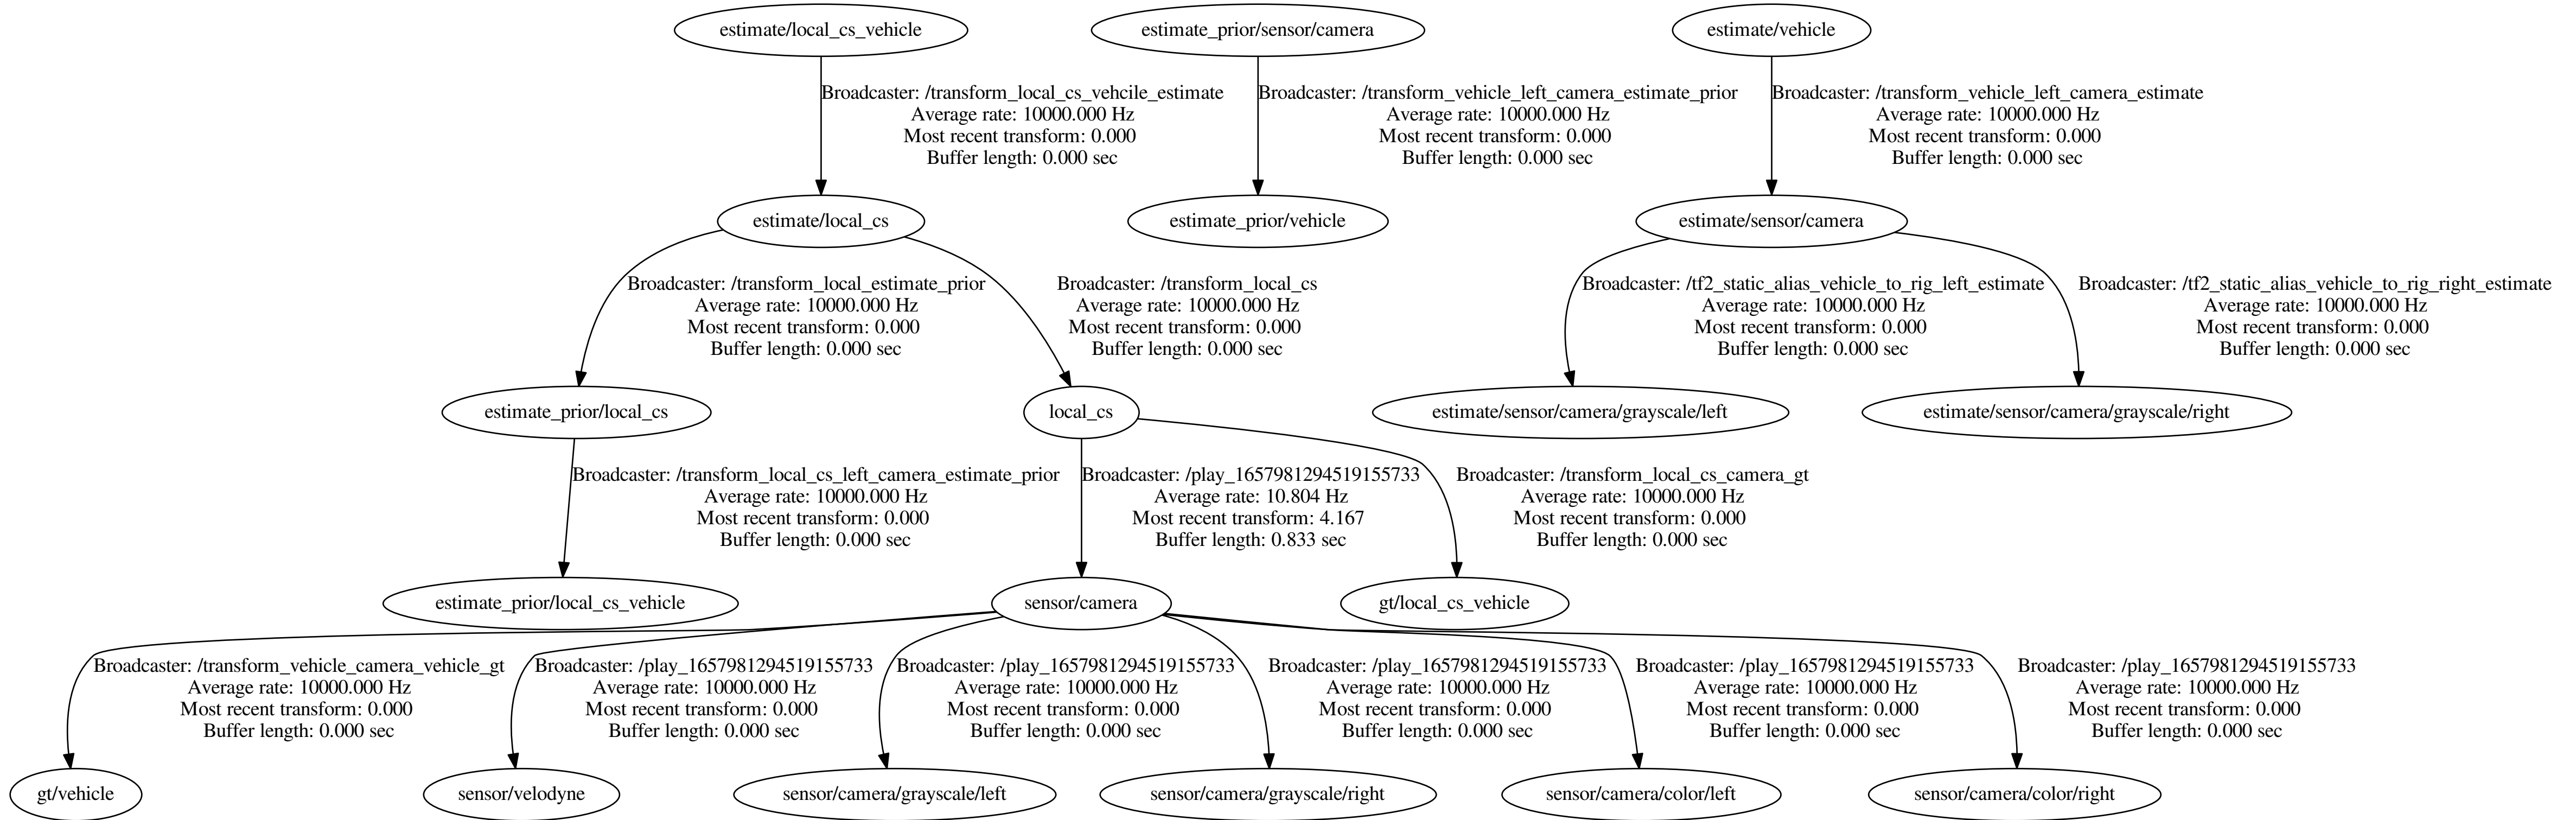 estimate/local_cs_vehicle
estimate_prior/sensor/camera
estimate/vehicle
Broadcaster: /transform_local_cs_vehcile_estimate
Average rate: 10000.000 Hz
Most recent transform: 0.000
Buffer length: 0.000 sec
Broadcaster: /transform_vehicle_left_camera_estimate_prior
Average rate: 10000.000 Hz
Most recent transform: 0.000
Buffer length: 0.000 sec
Broadcaster: /transform_vehicle_left_camera_estimate
Average rate: 10000.000 Hz
Most recent transform: 0.000
Buffer length: 0.000 sec
estimate/local_cs
estimate_prior/vehicle
estimate/sensor/camera
Broadcaster: /transform_local_estimate_prior
Average rate: 10000.000 Hz
Most recent transform: 0.000
Buffer length: 0.000 sec
Broadcaster: /transform_local_cs
Average rate: 10000.000 Hz
Most recent transform: 0.000
Buffer length: 0.000 sec
Broadcaster: /tf2_static_alias_vehicle_to_rig_left_estimate
Average rate: 10000.000 Hz
Most recent transform: 0.000
Buffer length: 0.000 sec
Broadcaster: /tf2_static_alias_vehicle_to_rig_right_estimate
Average rate: 10000.000 Hz
Most recent transform: 0.000
Buffer length: 0.000 sec
estimate_prior/local_cs
local_cs
estimate/sensor/camera/grayscale/left
estimate/sensor/camera/grayscale/right
Broadcaster: /transform_local_cs_left_camera_estimate_prior
Average rate: 10000.000 Hz
Most recent transform: 0.000
Buffer length: 0.000 sec
Broadcaster: /play_1657981294519155733
Average rate: 10.804 Hz
Most recent transform: 4.167
Buffer length: 0.833 sec
Broadcaster: /transform_local_cs_camera_gt
Average rate: 10000.000 Hz
Most recent transform: 0.000
Buffer length: 0.000 sec
estimate_prior/local_cs_vehicle
sensor/camera
gt/local_cs_vehicle
Broadcaster: /transform_vehicle_camera_vehicle_gt
Average rate: 10000.000 Hz
Most recent transform: 0.000
Buffer length: 0.000 sec
Broadcaster: /play_1657981294519155733
Average rate: 10000.000 Hz
Most recent transform: 0.000
Buffer length: 0.000 sec
Broadcaster: /play_1657981294519155733
Average rate: 10000.000 Hz
Most recent transform: 0.000
Buffer length: 0.000 sec
Broadcaster: /play_1657981294519155733
Average rate: 10000.000 Hz
Most recent transform: 0.000
Buffer length: 0.000 sec
Broadcaster: /play_1657981294519155733
Average rate: 10000.000 Hz
Most recent transform: 0.000
Buffer length: 0.000 sec
Broadcaster: /play_1657981294519155733
Average rate: 10000.000 Hz
Most recent transform: 0.000
Buffer length: 0.000 sec
gt/vehicle
sensor/velodyne
sensor/camera/grayscale/left
sensor/camera/grayscale/right
sensor/camera/color/left
sensor/camera/color/right